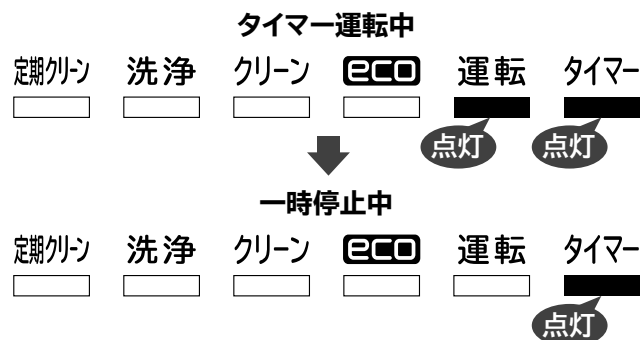 タイマー運転中
定期クリーン 洗浄 クリーン eco 運転 タイマー
点灯 点灯
一時停止中
定期クリーン 洗浄 クリーン eco 運転 タイマー
点灯